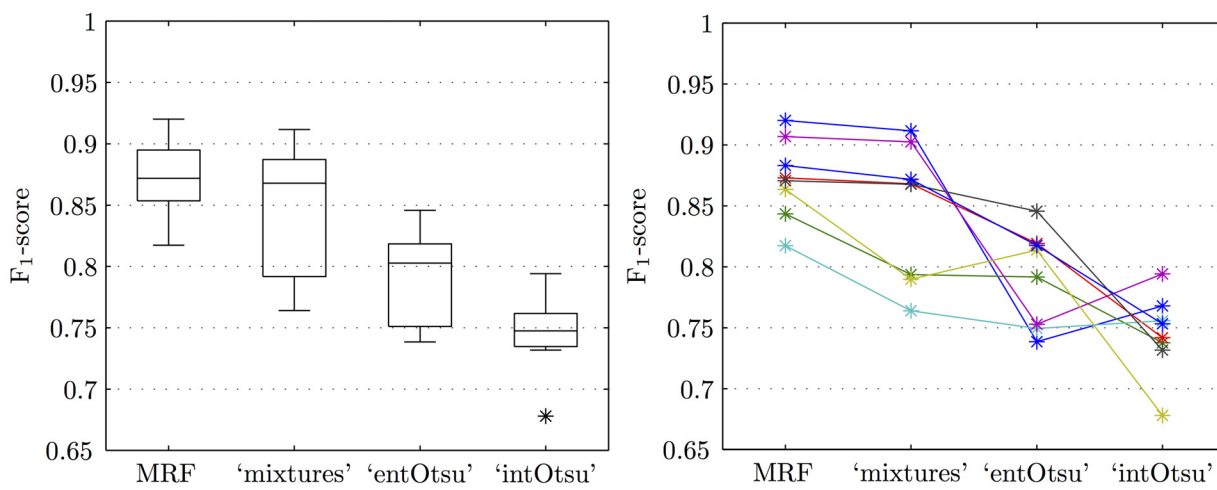 1
0.95
0.9
0.85
0.8
0.75
0.7
0.65
F1-score
MRF
‘mixtures’
‘entOtsu’
‘intOtsu’
1
0.95
0.9
0.85
0.8
0.75
0.7
0.65
F1-score
MRF
‘mixtures’
‘entOtsu’
‘intOtsu’